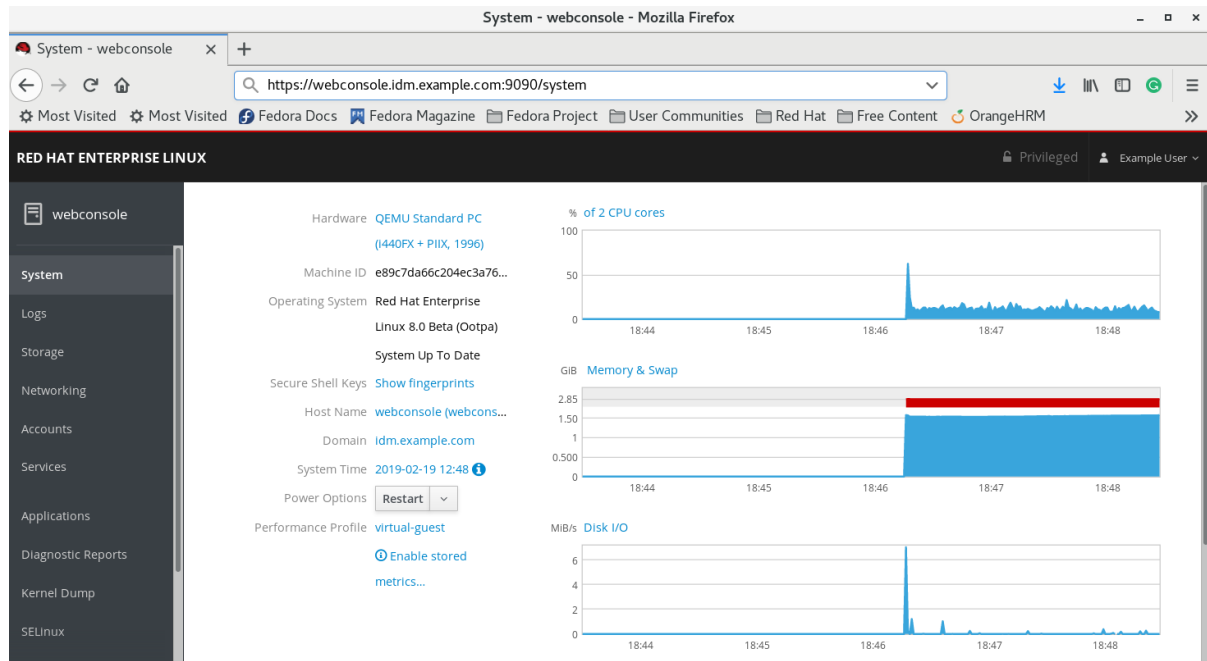 System - webconsole - Mozilla Firefox
System - webconsole
https://webconsole.idm.example.com:9090/system
Most Visited Most Visited Fedora Docs Fedora Magazine Fedora Project User Communities Red Hat Free Content OrangeHRM
RED HAT ENTERPRISE LINUX
Privileged Example User
webconsole
System
Logs
Storage
Networking
Accounts
Services
Applications
Diagnostic Reports
Kernel Dump
SELinux
Hardware QEMU Standard PC
(i440FX + PIIX, 1996)
Machine ID e89c7da66c204ec3a76...
Operating System Red Hat Enterprise
Linux 8.0 Beta (Ootpa)
System Up To Date
Secure Shell Keys Show fingerprints
Host Name webconsole (webcons...
Domain idm.example.com
System Time 2019-02-19 12:48
Power Options Restart
Performance Profile virtual-guest
Enable stored
metrics...
% of 2 CPU cores
100
50
0
18:44 18:45 18:46 18:47 18:48
GiB Memory & Swap
2.85
1.50
1
0.500
0
18:44 18:45 18:46 18:47 18:48
MiB/s Disk I/O
6
4
2
0
18:44 18:45 18:46 18:47 18:48